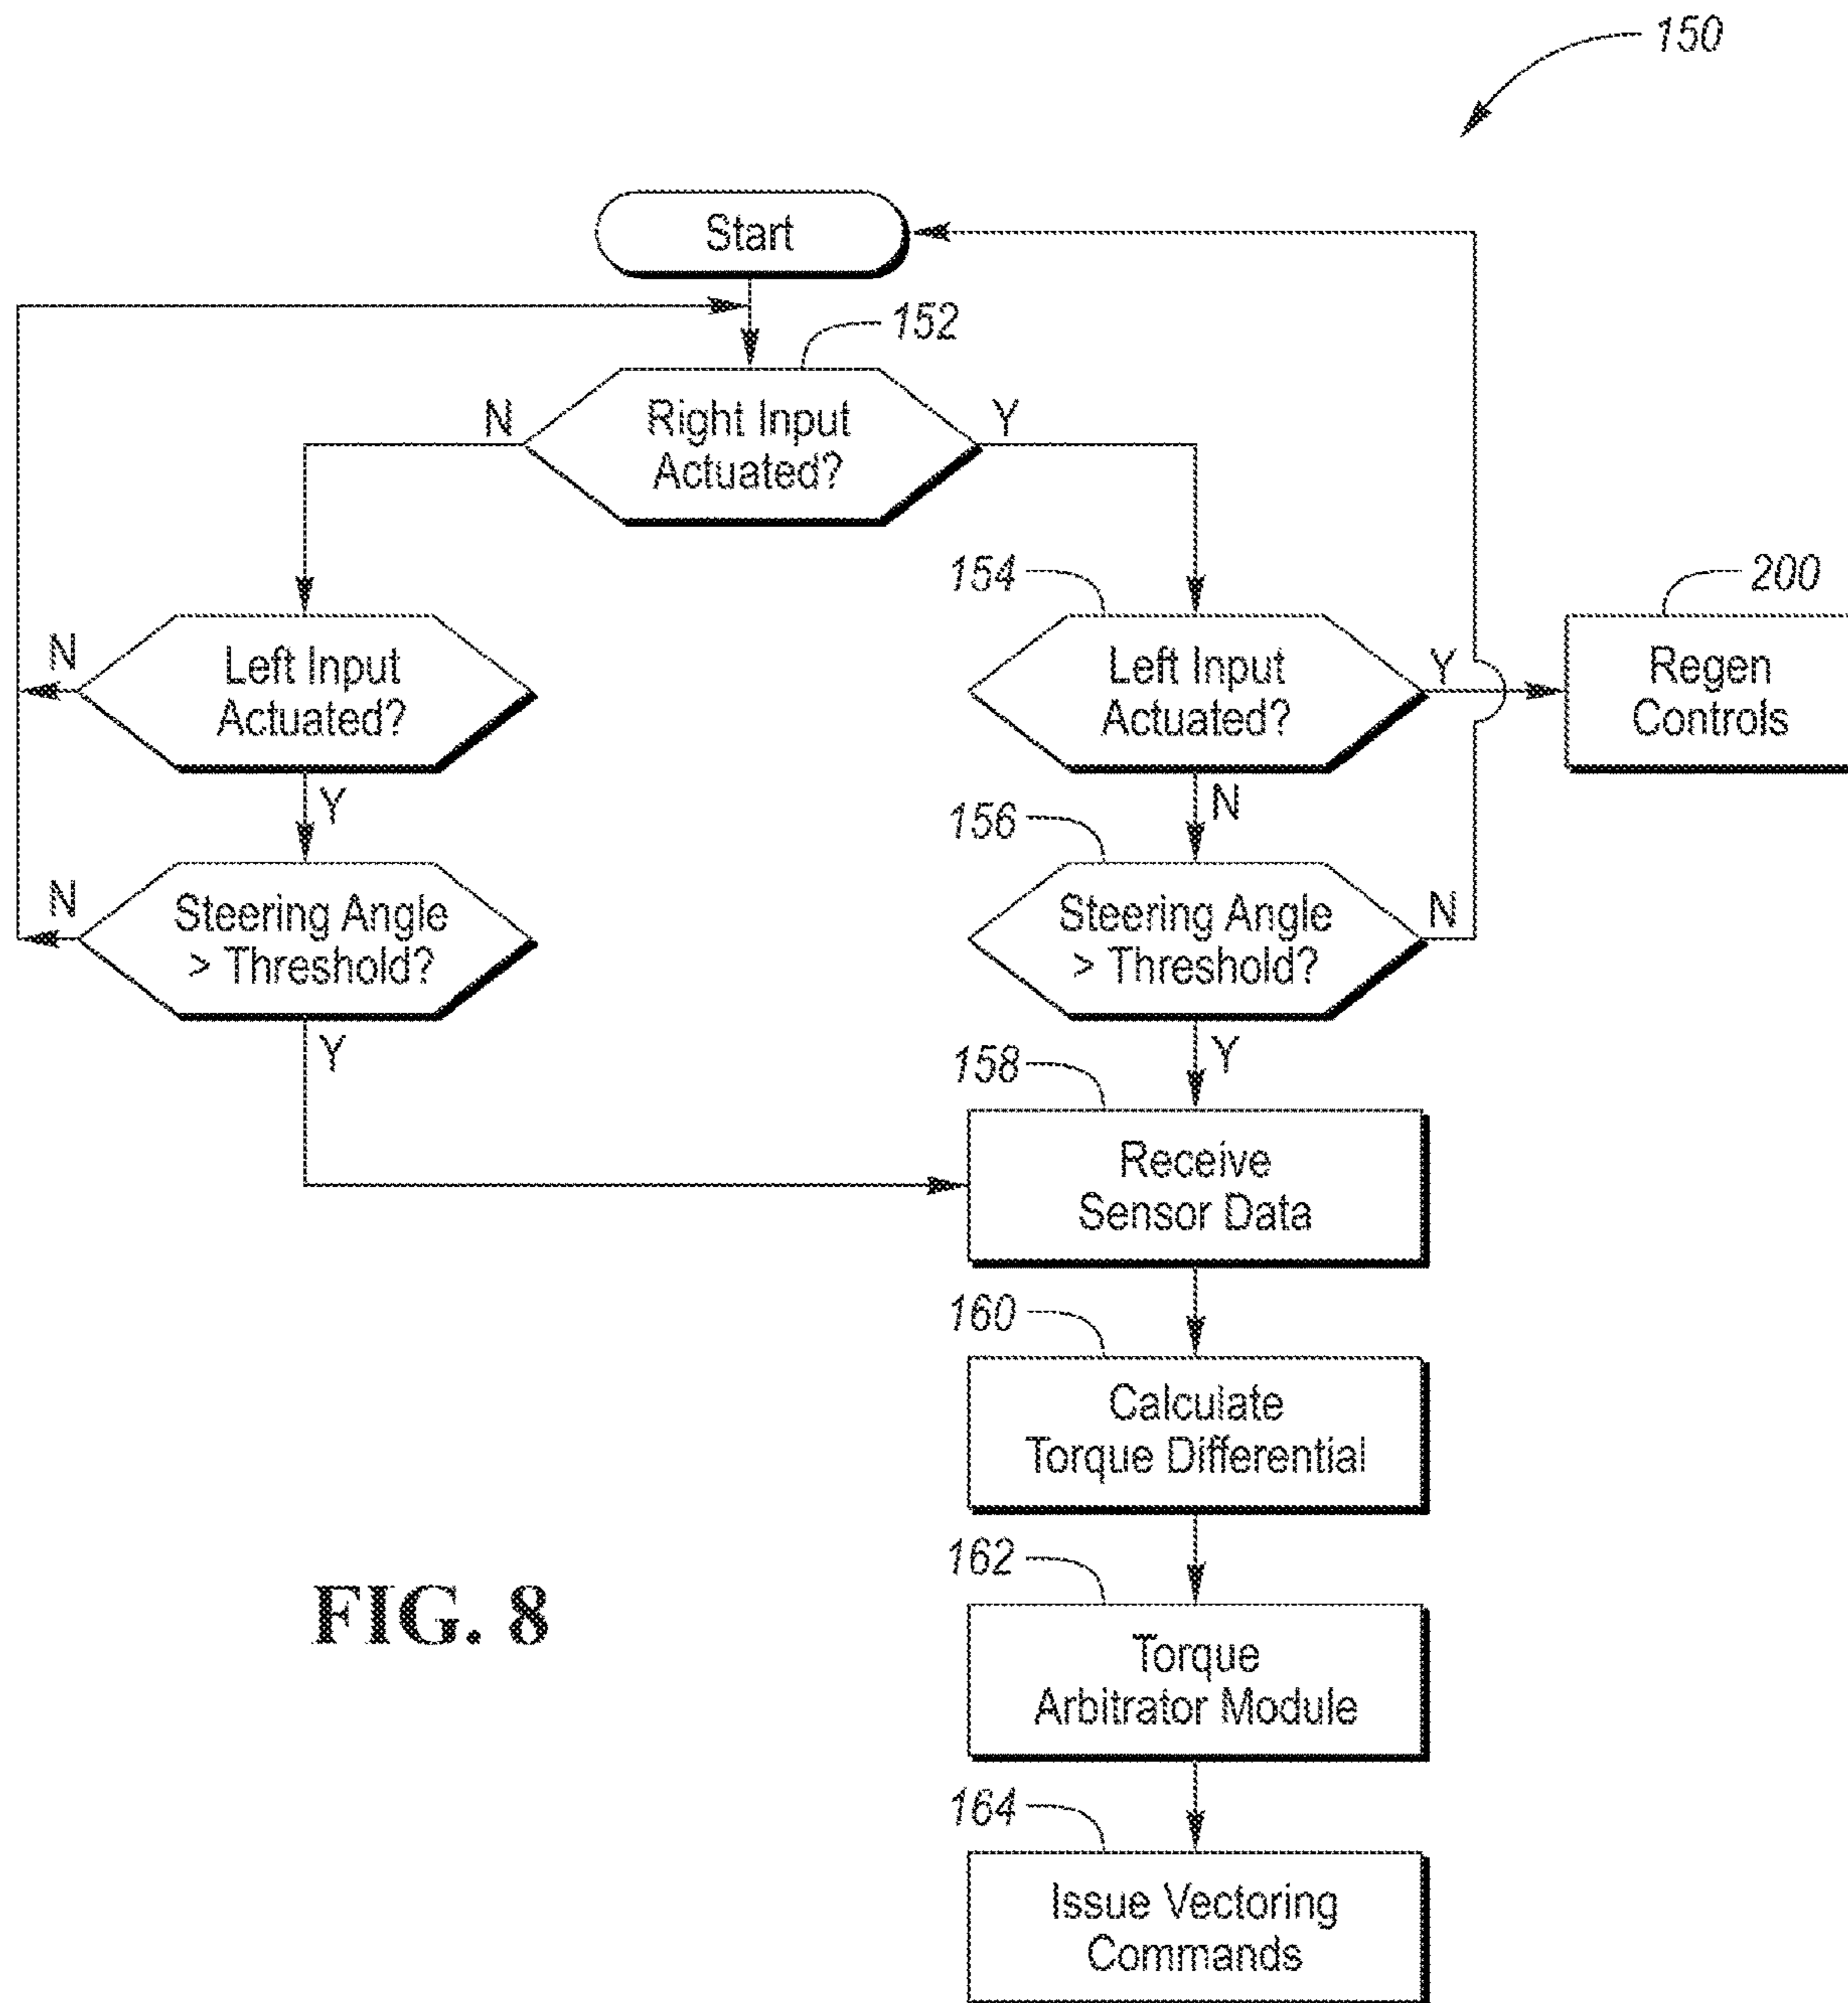 150
Start
152
N
Right Input
Actuated?
Y
154
200
N
Left Input
Actuated?
Left Input
Actuated?
Y
Regen
Controls
Y
N
156
N
Steering Angle
> Threshold?
Steering Angle
> Threshold?
N
Y
Y
158
Receive
Sensor Data
160
Calculate
Torque Differential
162
FIG. 8
Torque
Arbitrator Module
164
Issue Vectoring
Commands